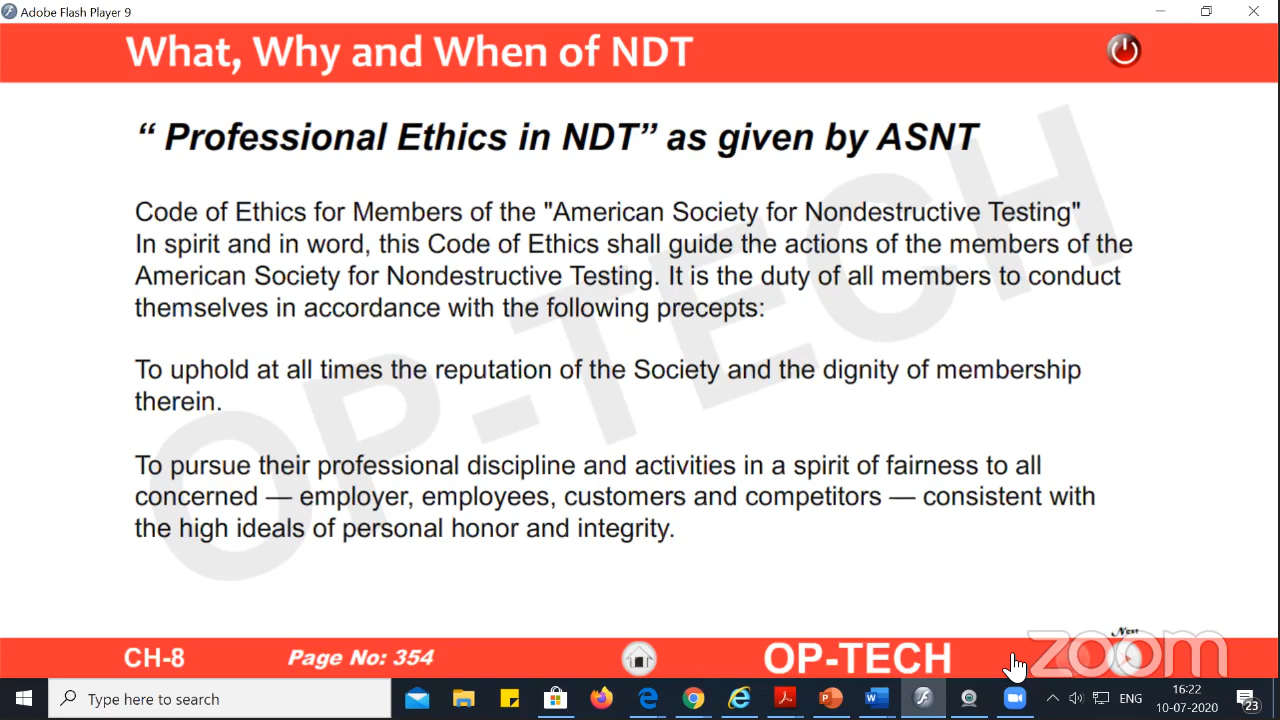 Adobe Flash Player 9
What, Why and When of NDT
“ Professional Ethics in NDT” as given by ASNT
Code of Ethics for Members of the "American Society for Nondestructive Testing"
In spirit and in word, this Code of Ethics shall guide the actions of the members of the
American Society for Nondestructive Testing. It is the duty of all members to conduct
themselves in accordance with the following precepts:
To uphold at all times the reputation of the Society and the dignity of membership
therein.
To pursue their professional discipline and activities in a spirit of fairness to all
concerned — employer, employees, customers and competitors — consistent with
the high ideals of personal honor and integrity.
OP-TECH
Next
CH-8
Page No: 354
OP-TECH
zoom
Type here to search
ENG
16:22
10-07-2020
23